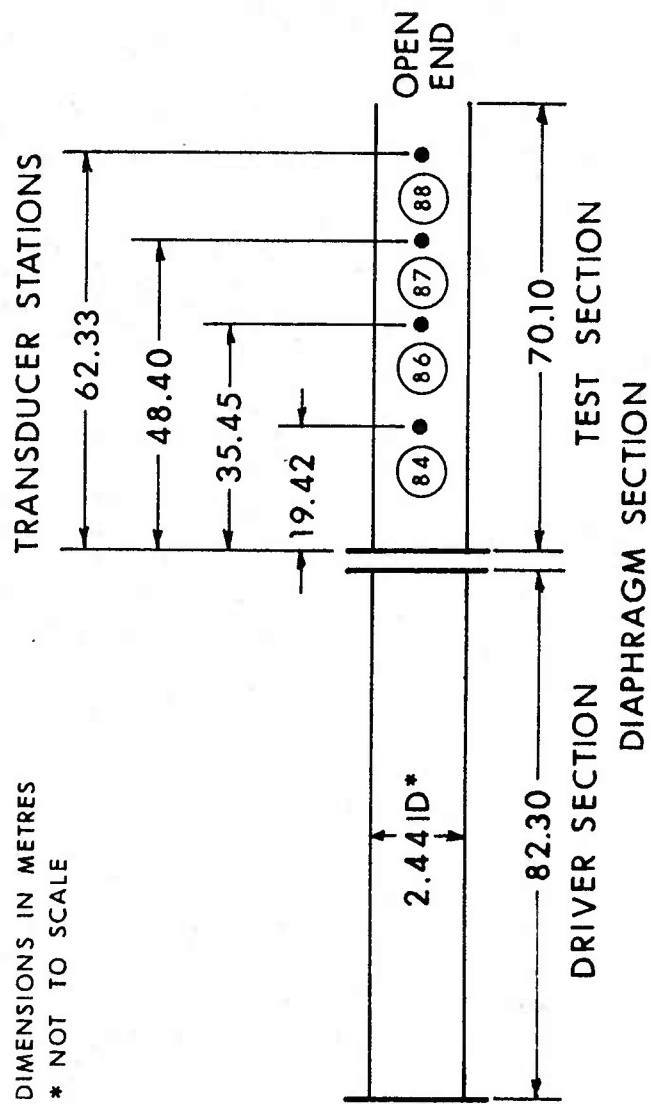 DIMENSIONS IN METRES
* NOT TO SCALE
TRANSDUCER STATIONS
62.33
48.40
35.45
19.42
84
86
87
88
OPEN
END
2.44 ID*
82.30
70.10
DRIVER SECTION
TEST SECTION
DIAPHRAGM SECTION